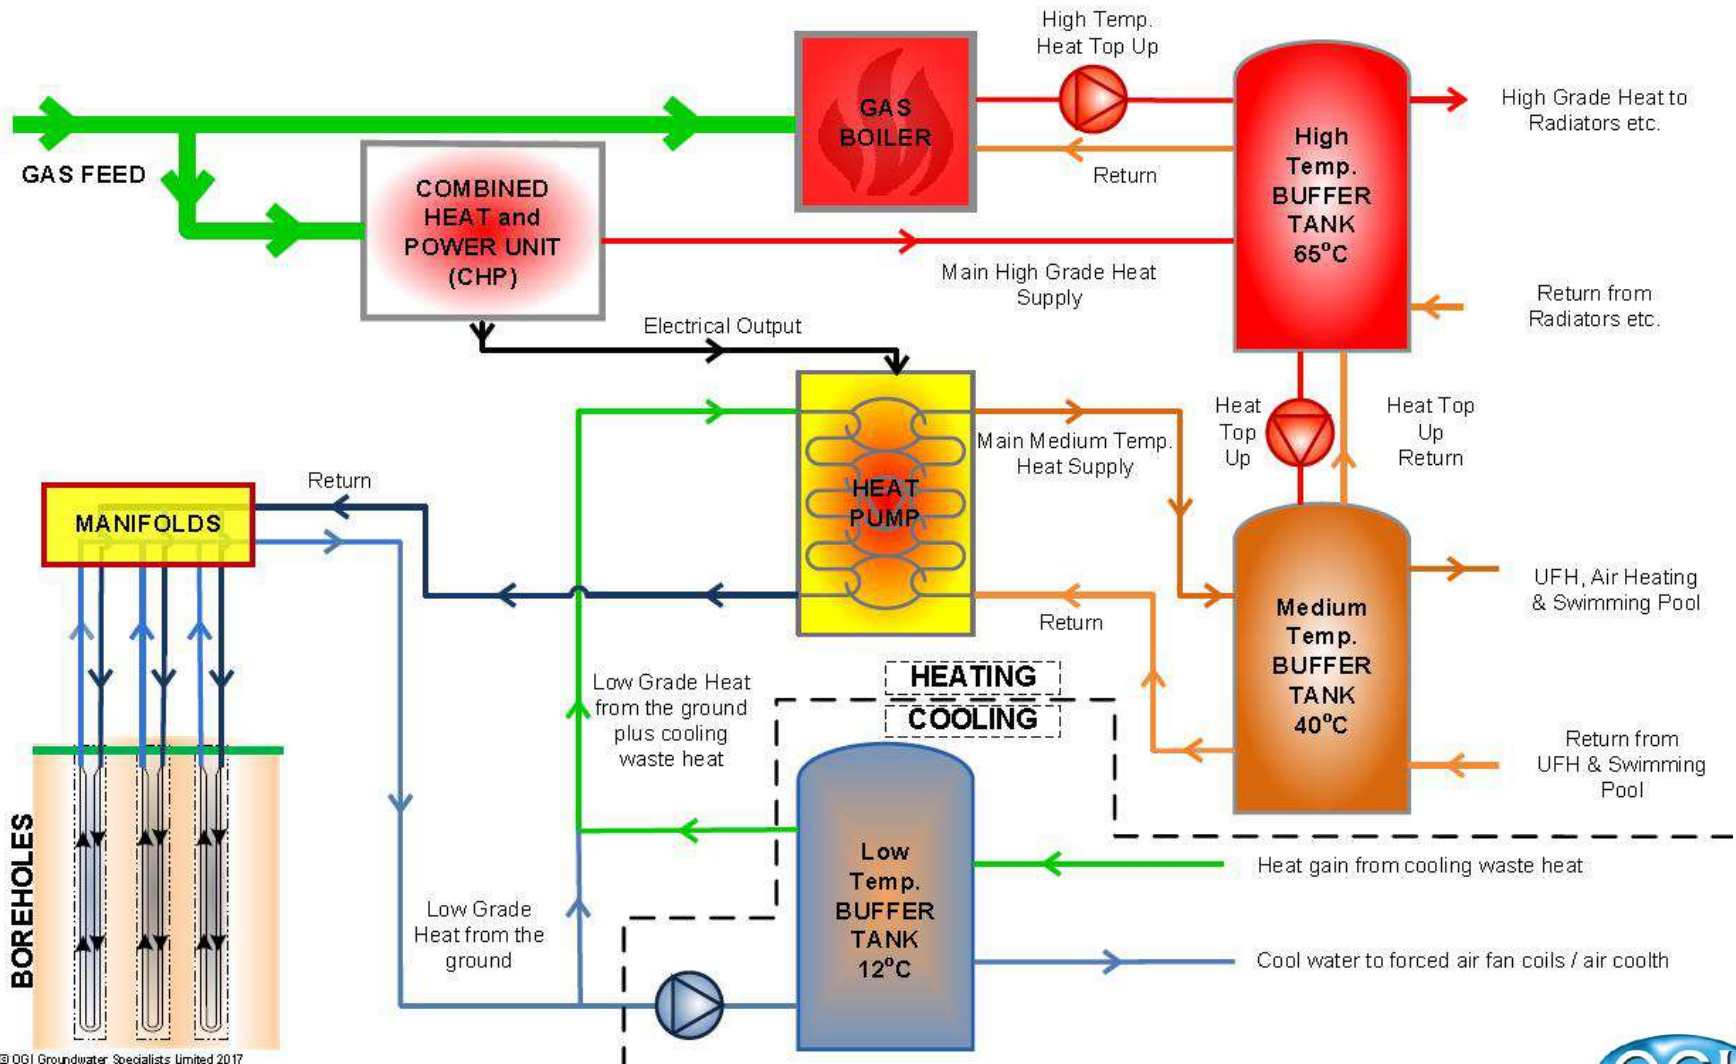 High Temp.
Heat Top Up
GAS
BOILER
High
Temp.
BUFFER
TANK
65°C
High Grade Heat to
Radiators etc.
GAS FEED
Return
COMBINED
HEAT and
POWER UNIT
(CHP)
Main High Grade Heat
Supply
Return from
Radiators etc.
Electrical Output
Heat
Top
Up
Heat Top
Up
Return
Main Medium Temp.
Heat Supply
HEAT
PUMP
Return
MANIFOLDS
Medium
Temp.
BUFFER
TANK
40°C
UFH, Air Heating
& Swimming Pool
Return
HEATING
COOLING
Low Grade Heat
from the ground
plus cooling
waste heat
Return from
UFH & Swimming
Pool
BOREHOLES
Low
Temp.
BUFFER
TANK
12°C
Heat gain from cooling waste heat
Low Grade
Heat from the
ground
Cool water to forced air fan coils / air coolth
© OGI Groundwater Specialists Limited 2017
OGI